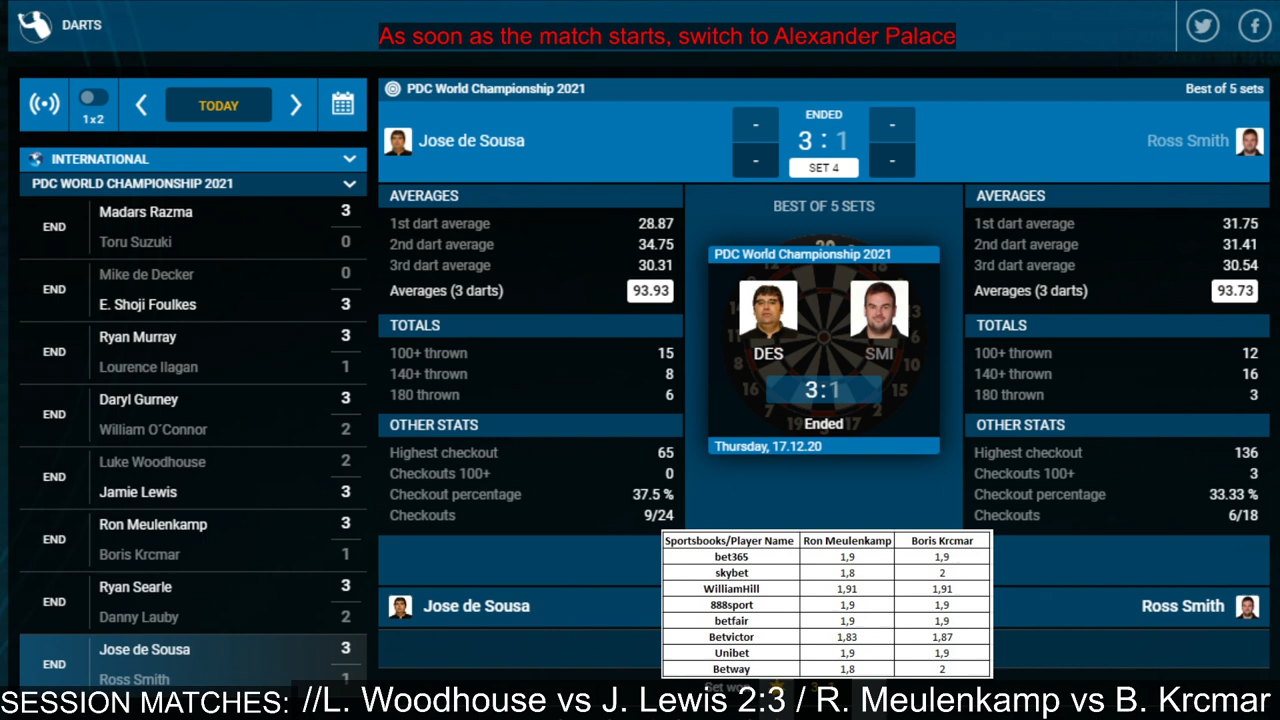 DARTS
As soon as the match starts, switch to Alexander Palace
1x2
TODAY
INTERNATIONAL
PDC WORLD CHAMPIONSHIP 2021
END
Madars Razma 3
Toru Suzuki 0
END
Mike de Decker 0
E. Shoji Foulkes 3
END
Ryan Murray 3
Lourence Ilagan 1
END
Daryl Gurney 3
William O´Connor 2
END
Luke Woodhouse 2
Jamie Lewis 3
END
Ron Meulenkamp 3
Boris Krcmar 1
END
Ryan Searle 3
Danny Lauby 2
END
Jose de Sousa 3
Ross Smith 1
PDC World Championship 2021 Best of 5 sets
Jose de Sousa
- -
ENDED
3 : 1
SET 4
- -
Ross Smith
AVERAGES
1st dart average 28.87
2nd dart average 34.75
3rd dart average 30.31
Averages (3 darts) 93.93
TOTALS
100+ thrown 15
140+ thrown 8
180 thrown 6
OTHER STATS
Highest checkout 65
Checkouts 100+ 0
Checkout percentage 37.5 %
Checkouts 9/24
BEST OF 5 SETS
PDC World Championship 2021
DES SMI
3:1
Ended
Thursday, 17.12.20
AVERAGES
1st dart average 31.75
2nd dart average 31.41
3rd dart average 30.54
Averages (3 darts) 93.73
TOTALS
100+ thrown 12
140+ thrown 16
180 thrown 3
OTHER STATS
Highest checkout 136
Checkouts 100+ 3
Checkout percentage 33.33 %
Checkouts 6/18
Sportsbooks/Player Name Ron Meulenkamp Boris Krcmar
bet365 1,9 1,9
skybet 1,8 2
WilliamHill 1,91 1,91
888sport 1,9 1,9
betfair 1,9 1,9
Betvictor 1,83 1,87
Unibet 1,9 1,9
Betway 1,8 2
Jose de Sousa Ross Smith
SESSION MATCHES: //L. Woodhouse vs J. Lewis 2:3 / R. Meulenkamp vs B. Krcmar